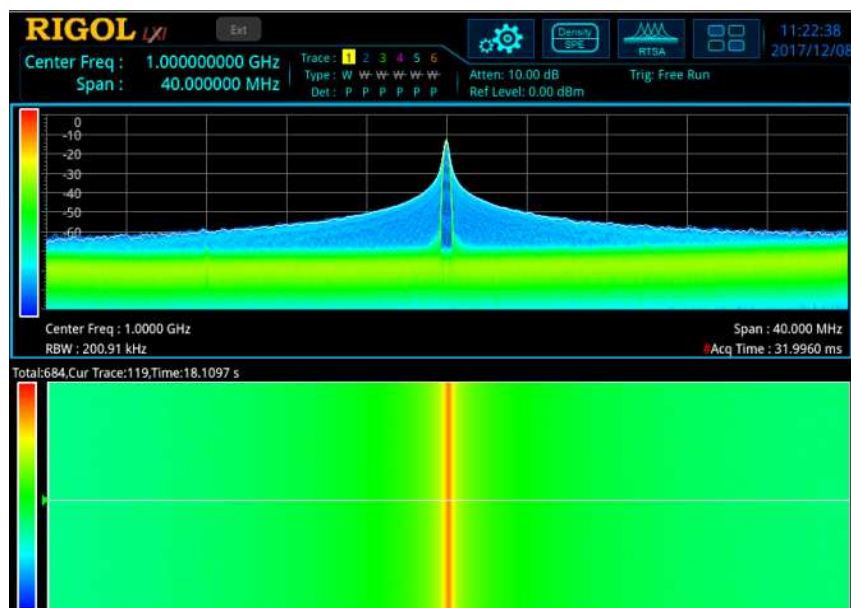 RIGOL LXI Ext
Density
SPE
RTSA
11:22:38
2017/12/08
Center Freq : 1.000000000 GHz
Span : 40.000000 MHz
Trace : 1 2 3 4 5 6
Type : W W W W W W
Det : P P P P P P
Atten: 10.00 dB
Ref Level: 0.00 dBm
Trig: Free Run
0
-10
-20
-30
-40
-50
-60
Center Freq : 1.0000 GHz
Span : 40.000 MHz
RBW : 200.91 kHz
#Acq Time : 31.9960 ms
Total:684,Cur Trace:119,Time:18.1097 s